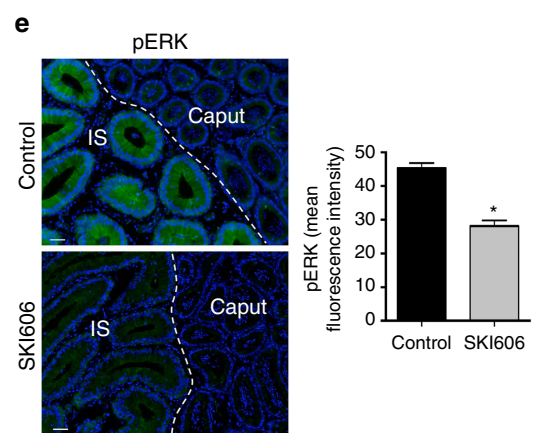 e
pERK
Control
IS
Caput
SKI606
IS
Caput
pERK (mean
fluorescence intensity)
50
40
30
20
10
0
*
Control SKI606